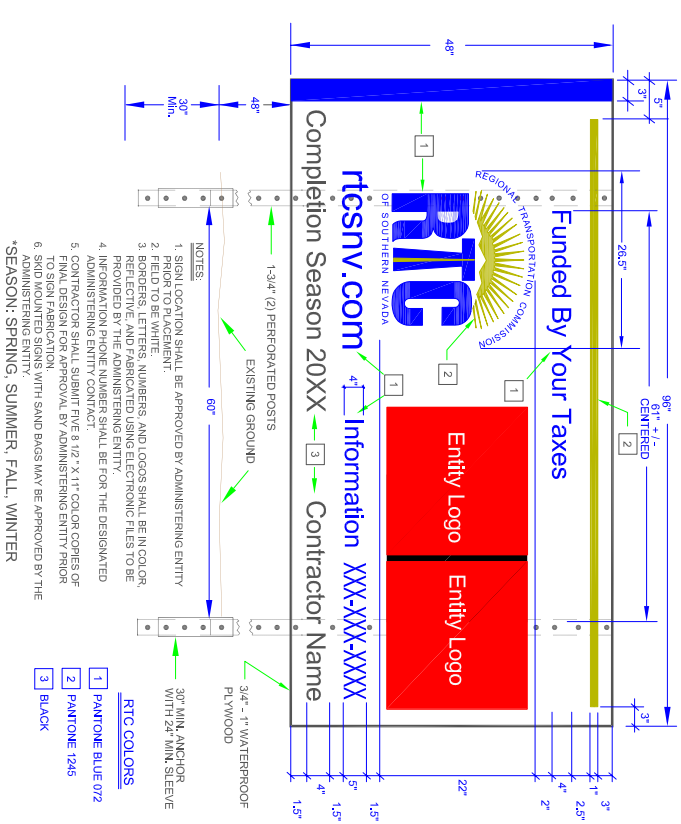 96"
61" +/-
CENTERED
5"
3"
26.5"
3"
48"
2
Funded By Your Taxes
REGIONAL TRANSPORTATION COMMISSION
RTC
OF SOUTHERN NEVADA
1
2
1
1
Entity Logo
Entity Logo
rtcsnv.com
4"
Information XXX-XXX-XXXX
Completion Season 20XX
3
Contractor Name
3"
1"
2.5"
4"
2"
22"
1.5"
5"
1.5"
4"
1.5"
48"
30"
Min.
1-3/4" (2) PERFORATED POSTS
EXISTING GROUND
60"
3/4" - 1" WATERPROOF
PLYWOOD
30" MIN. ANCHOR
WITH 24" MIN. SLEEVE
NOTES:
1. SIGN LOCATION SHALL BE APPROVED BY ADMINISTERING ENTITY
PRIOR TO PLACEMENT.
2. FIELD TO BE WHITE.
3. BORDERS, LETTERS, NUMBERS, AND LOGOS SHALL BE IN COLOR,
REFLECTIVE, AND FABRICATED USING ELECTRONIC FILES TO BE
PROVIDED BY THE ADMINISTERING ENTITY.
4. INFORMATION PHONE NUMBER SHALL BE FOR THE DESIGNATED
ADMINISTERING ENTITY CONTACT.
5. CONTRACTOR SHALL SUBMIT FIVE 8 1/2 " X 11" COLOR COPIES OF
FINAL DESIGN FOR APPROVAL BY ADMINISTERING ENTITY PRIOR
TO SIGN FABRICATION.
6. SKID MOUNTED SIGNS WITH SAND BAGS MAY BE APPROVED BY THE
ADMINISTERING ENTITY.
*SEASON: SPRING, SUMMER, FALL, WINTER
RTC COLORS
1 PANTONE BLUE 072
2 PANTONE 1245
3 BLACK